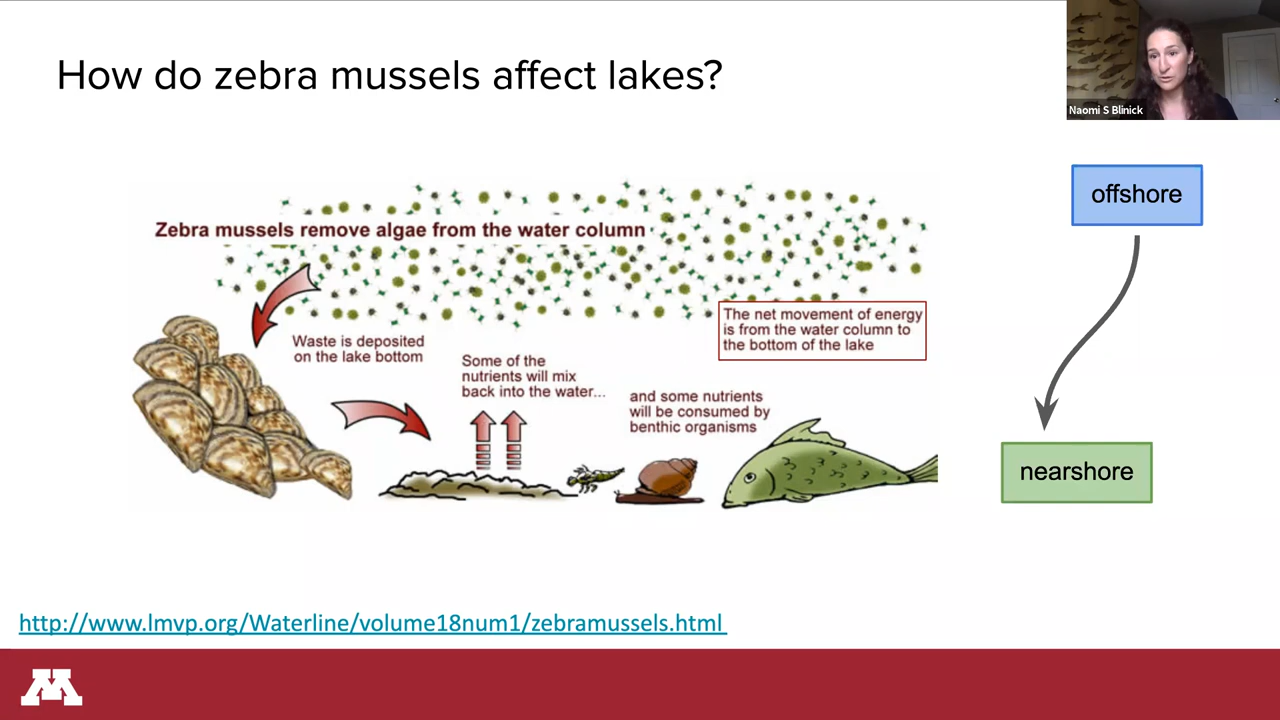 How do zebra mussels affect lakes?
Naomi S Blinick
offshore
Zebra mussels remove algae from the water column
The net movement of energy
is from the water column to
the bottom of the lake
Waste is deposited
on the lake bottom
Some of the
nutrients will mix
back into the water...
and some nutrients
will be consumed by
benthic organisms
nearshore
http://www.lmvp.org/Waterline/volume18num1/zebramussels.html
M